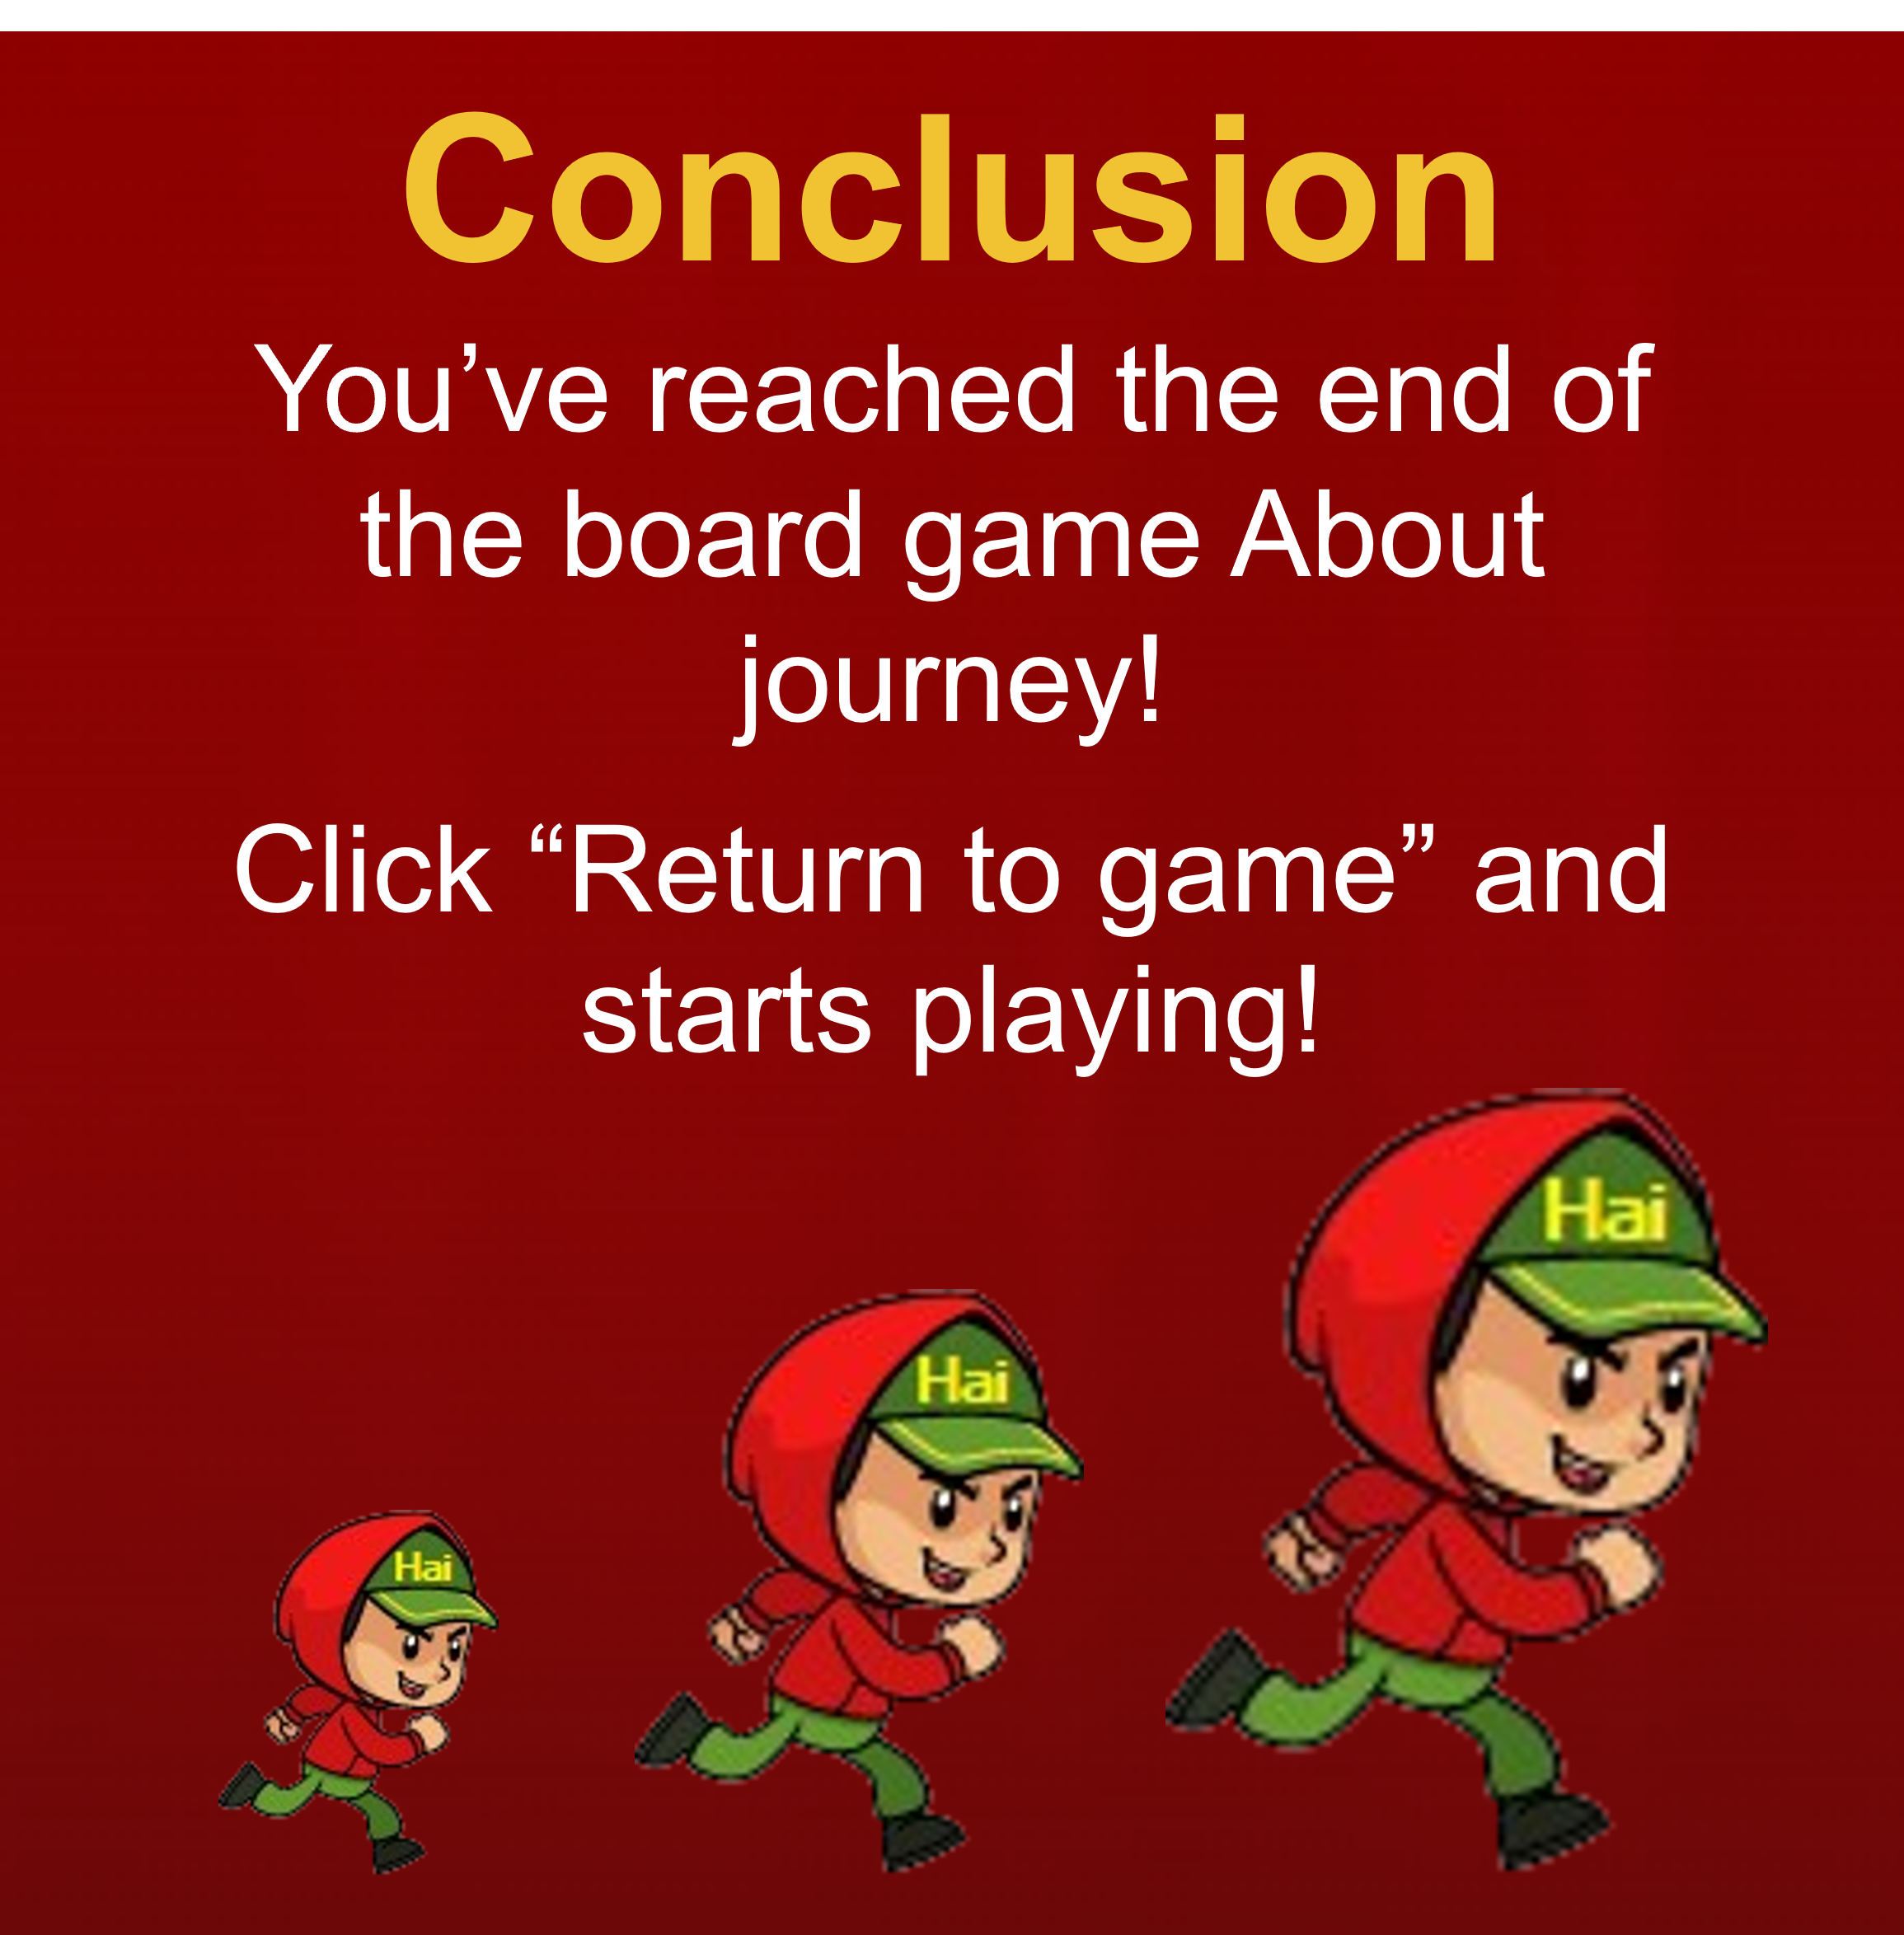 Conclusion
You’ve reached the end of
the board game About
journey!
Click “Return to game” and
starts playing!
Hai
Hai
Hai